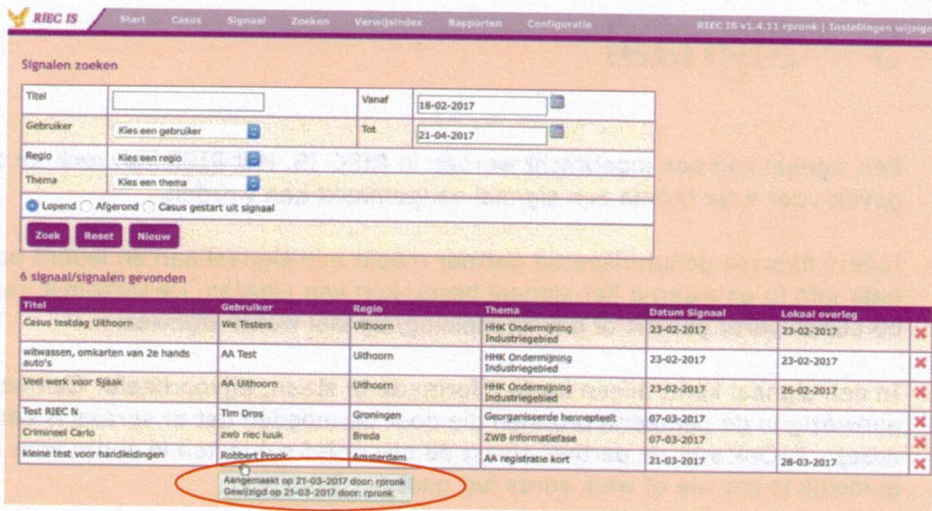 RIEC IS Start Casus Signaal Zoeken Verwijsindex Rapporten Configuratie RIEC IS v1.4.11 rpronk | Instellingen wijzige
Signalen zoeken
Titel Vanaf 18-02-2017
Gebruiker Kies een gebruiker Tot 21-04-2017
Regio Kies een regio
Thema Kies een thema
Lopend Afgerond Casus gestart uit signaal
Zoek Reset Nieuw
6 signaal/signalen gevonden
Titel Gebruiker Regio Thema Datum Signaal Lokaal overleg
Casus testdag Uithoorn We Testers Uithoorn HHK Ondermijning Industriegebied 23-02-2017 23-02-2017
witwassen, omkarten van 2e hands auto's AA Test Uithoorn HHK Ondermijning Industriegebied 23-02-2017 23-02-2017
Veel werk voor Sjaak AA Uithoorn Uithoorn HHK Ondermijning Industriegebied 23-02-2017 26-02-2017
Test RIEC N Tim Dros Groningen Georganiseerde hennepteelt 07-03-2017
Crimineel Carlo zwb riec luuk Breda ZWB informatiefase 07-03-2017
kleine test voor handleidingen Robbert Pronk Amsterdam AA registratie kort 21-03-2017 28-03-2017
Aangemaakt op 21-03-2017 door: rpronk
Gewijzigd op 21-03-2017 door: rpronk